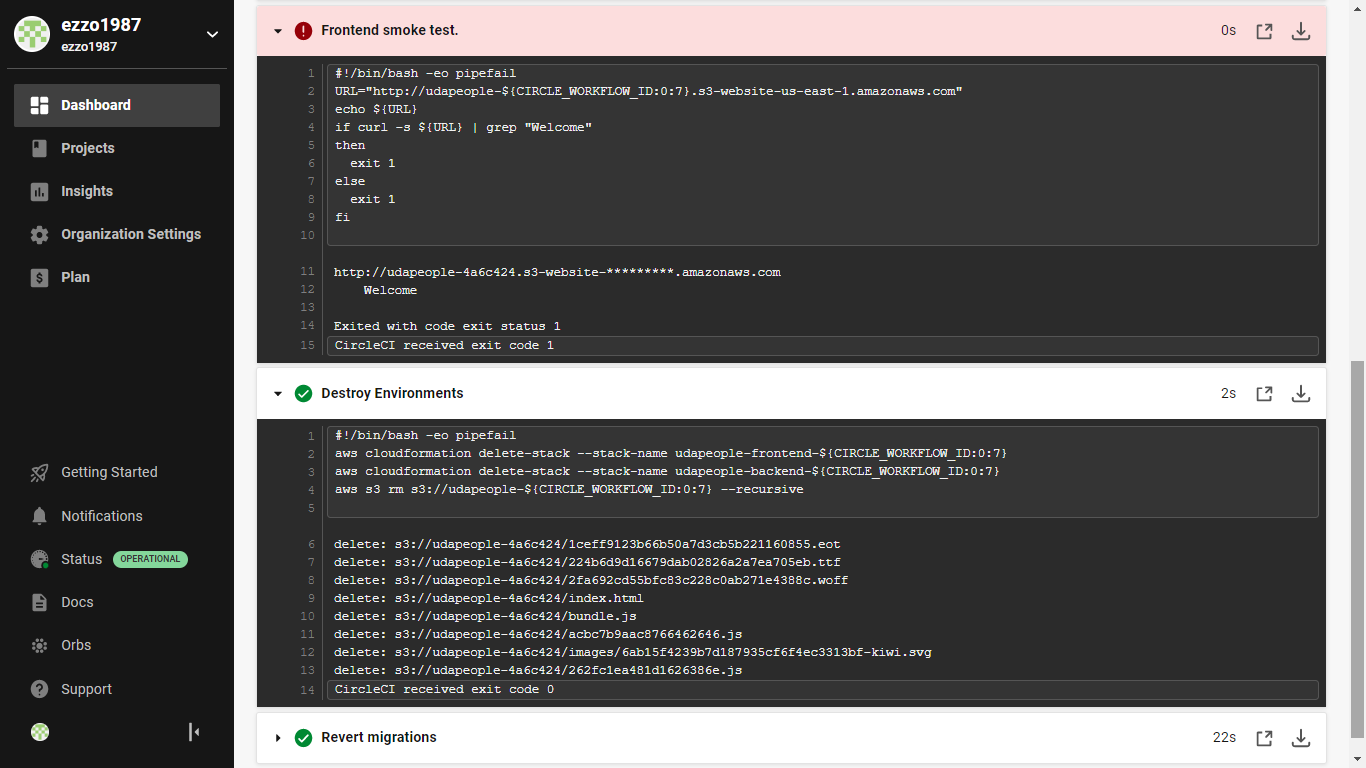 ezzo1987
ezzo1987
Dashboard
Projects
Insights
Organization Settings
Plan
Getting Started
Notifications
Status OPERATIONAL
Docs
Orbs
Support
Frontend smoke test. 0s
1 #!/bin/bash -eo pipefail
2 URL="http://udapeople-${CIRCLE_WORKFLOW_ID:0:7}.s3-website-us-east-1.amazonaws.com"
3 echo ${URL}
4 if curl -s ${URL} | grep "Welcome"
5 then
6   exit 1
7 else
8   exit 1
9 fi
10
11 http://udapeople-4a6c424.s3-website-*********.amazonaws.com
12     Welcome
13
14 Exited with code exit status 1
15 CircleCI received exit code 1
Destroy Environments 2s
1 #!/bin/bash -eo pipefail
2 aws cloudformation delete-stack --stack-name udapeople-frontend-${CIRCLE_WORKFLOW_ID:0:7}
3 aws cloudformation delete-stack --stack-name udapeople-backend-${CIRCLE_WORKFLOW_ID:0:7}
4 aws s3 rm s3://udapeople-${CIRCLE_WORKFLOW_ID:0:7} --recursive
5
6 delete: s3://udapeople-4a6c424/1ceff9123b66b50a7d3cb5b221160855.eot
7 delete: s3://udapeople-4a6c424/224b6d9d16679dab02826a2a7ea705eb.ttf
8 delete: s3://udapeople-4a6c424/2fa692cd55bfc83c228c0ab271e4388c.woff
9 delete: s3://udapeople-4a6c424/index.html
10 delete: s3://udapeople-4a6c424/bundle.js
11 delete: s3://udapeople-4a6c424/acbc7b9aac8766462646.js
12 delete: s3://udapeople-4a6c424/images/6ab15f4239b7d187935cf6f4ec3313bf-kiwi.svg
13 delete: s3://udapeople-4a6c424/262fc1ea481d1626386e.js
14 CircleCI received exit code 0
Revert migrations 22s